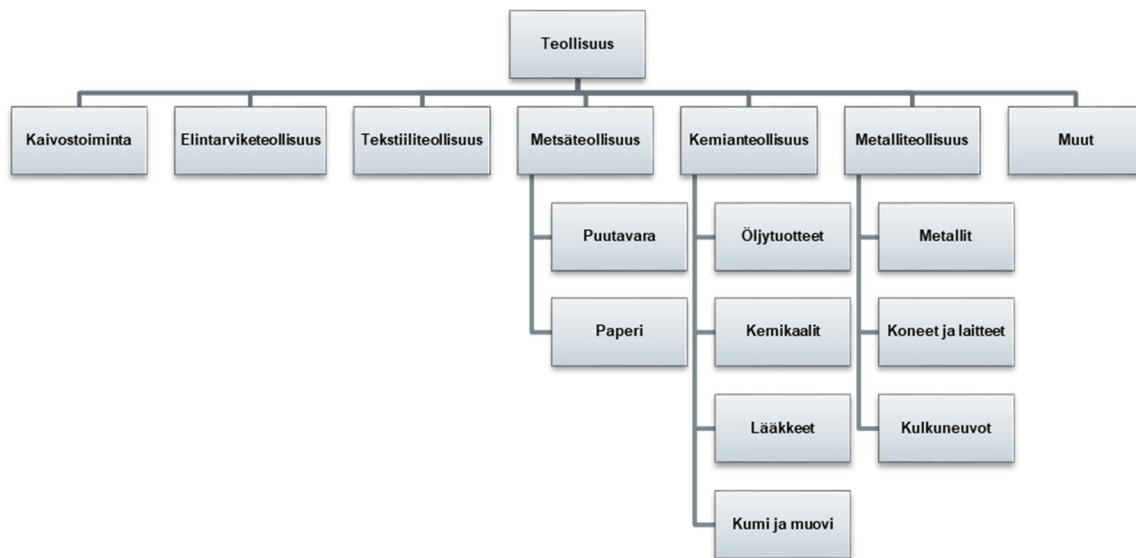 Teollisuus
Kaivostoiminta
Elintarviketeollisuus
Tekstiiliteollisuus
Metsäteollisuus
Kemianteollisuus
Metalliteollisuus
Muut
Puutavara
Öljytuotteet
Metallit
Paperi
Kemikaalit
Koneet ja laitteet
Lääkkeet
Kulkuneuvot
Kumi ja muovi